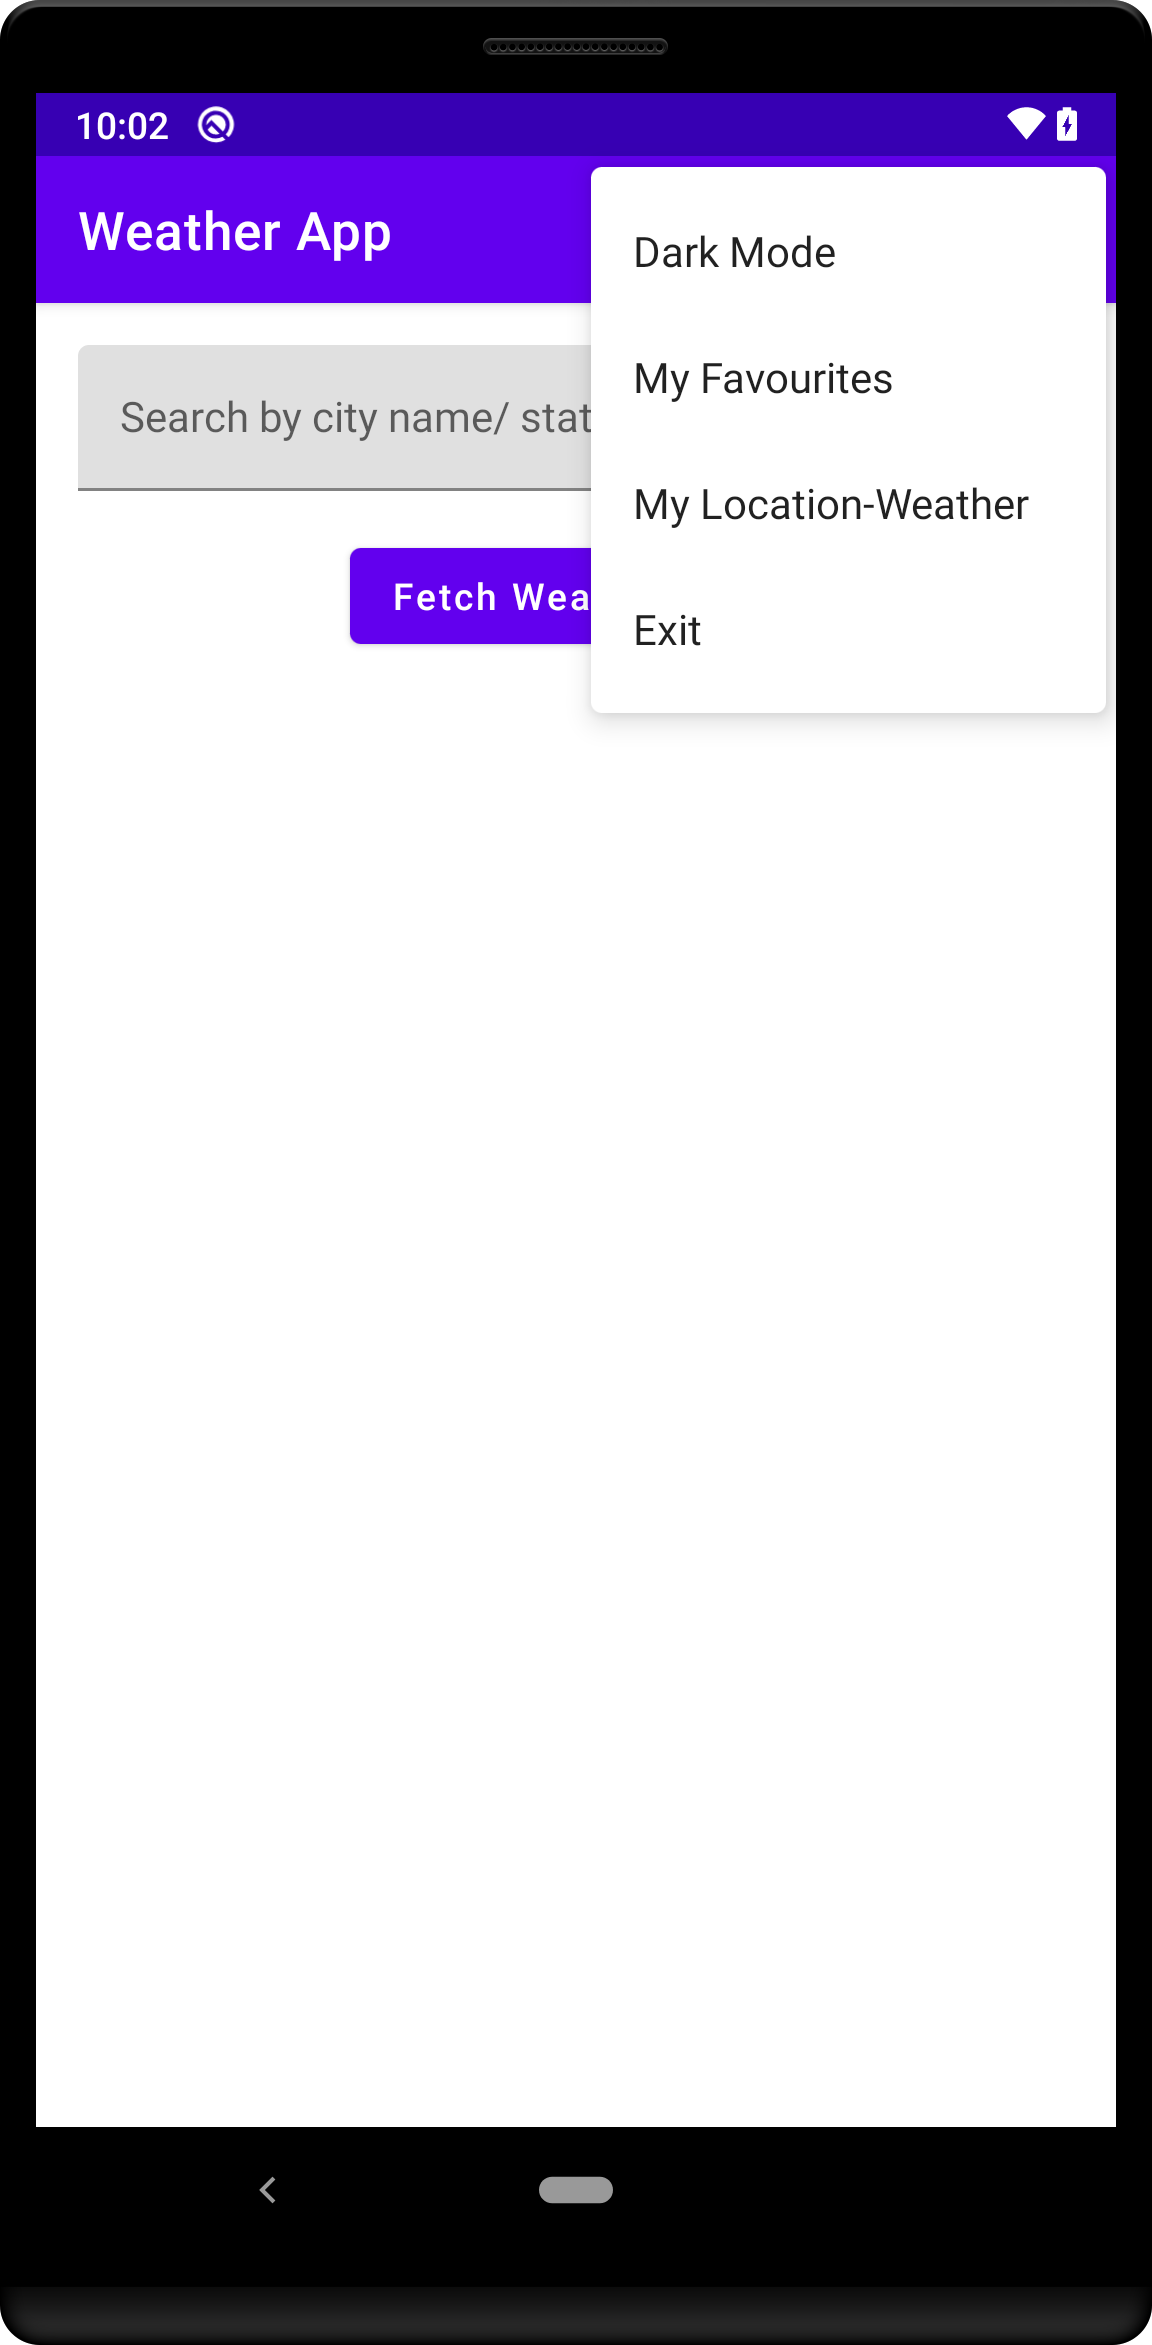 10:02
Weather App
Dark Mode
My Favourites
Search by city name/ stat
My Location-Weather
Fetch Wea
Exit